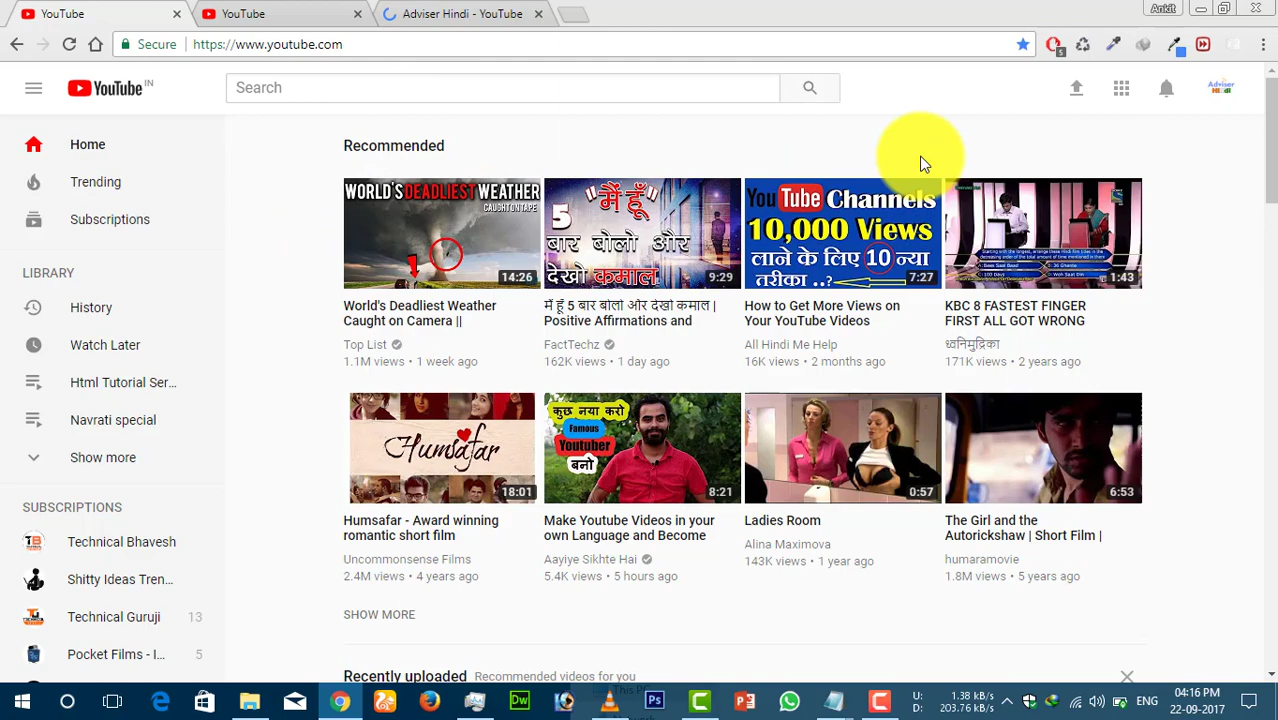 YouTube
YouTube
Adviser Hindi - YouTube
Ankit
Secure
https://www.youtube.com
5
YouTube IN
Search
Adviser
Hindi
Home
Trending
Subscriptions
LIBRARY
History
Watch Later
Html Tutorial Ser...
Navrati special
Show more
SUBSCRIPTIONS
Technical Bhavesh
Shitty Ideas Tren...
Technical Guruji 13
Pocket Films - I... 5
Recommended
WORLD'S DEADLIEST WEATHER
CAUGHT ON TAPE
14:26
World's Deadliest Weather
Caught on Camera ||
Top List
1.1M views • 1 week ago
"मैं हूँ"
5
बार बोलो और
देखो कमाल
9:29
मैं हूँ 5 बार बोलो और देखो कमाल |
Positive Affirmations and
FactTechz
162K views • 1 day ago
YouTube Channels
10,000 Views
लाने के लिए 10 न्या
तरीका ..?
7:27
How to Get More Views on
Your YouTube Videos
All Hindi Me Help
16K views • 2 months ago
1:43
KBC 8 FASTEST FINGER
FIRST ALL GOT WRONG
ध्वनिमुद्रिका
171K views • 2 years ago
Humsafar
18:01
Humsafar - Award winning
romantic short film
Uncommonsense Films
2.4M views • 4 years ago
कुछ नया करो
Famous
Youtuber
बनो
8:21
Make Youtube Videos in your
own Language and Become
Aayiye Sikhte Hai
5.4K views • 5 hours ago
0:57
Ladies Room
Alina Maximova
143K views • 1 year ago
6:53
The Girl and the
Autorickshaw | Short Film |
humaramovie
1.8M views • 5 years ago
SHOW MORE
Recently uploaded Recommended videos for you
This PC
U: 1.38 kB/s
D: 203.76 kB/s
ENG
04:16 PM
22-09-2017